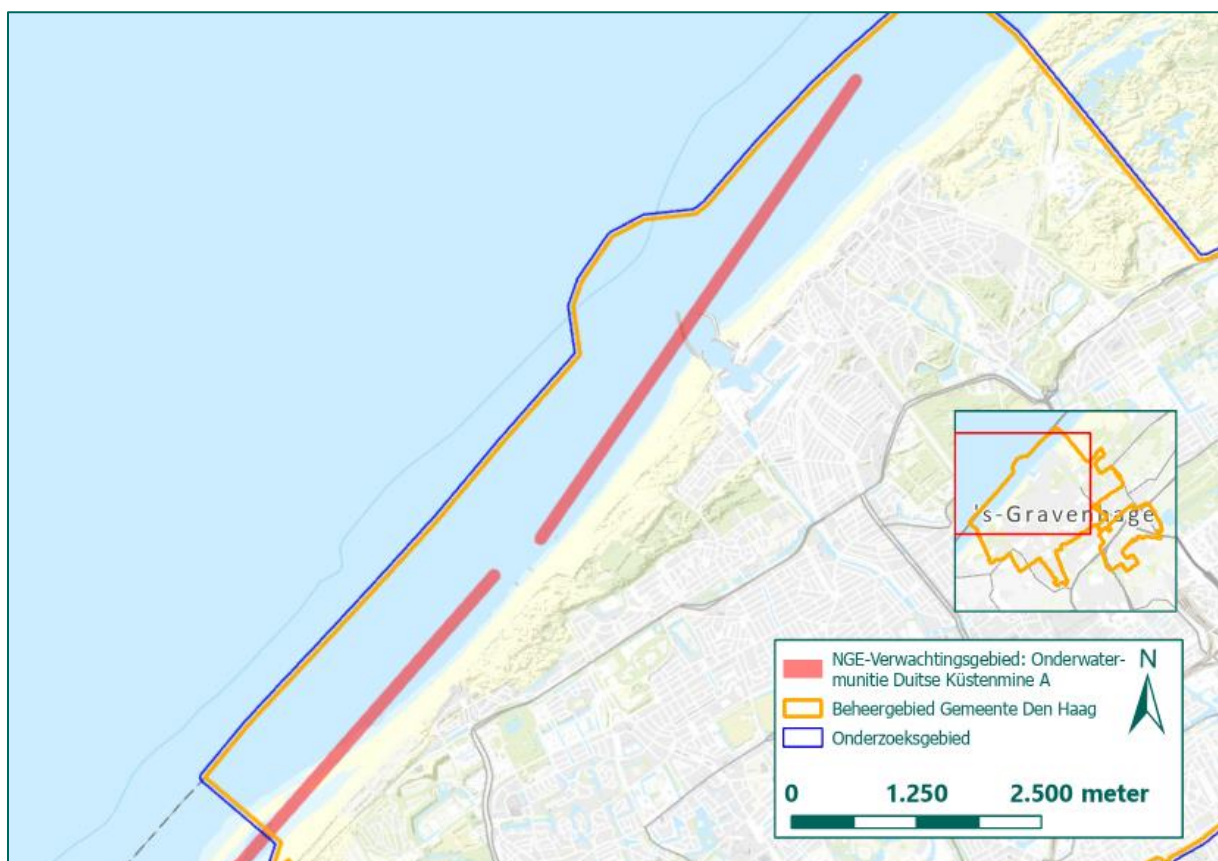 's-Gravenhage
NGE-Verwachtingsgebied: Onderwater-
munitie Duitse Küstenmine A
N
Beheergebied Gemeente Den Haag
Onderzoeksgebied
0 1.250 2.500 meter